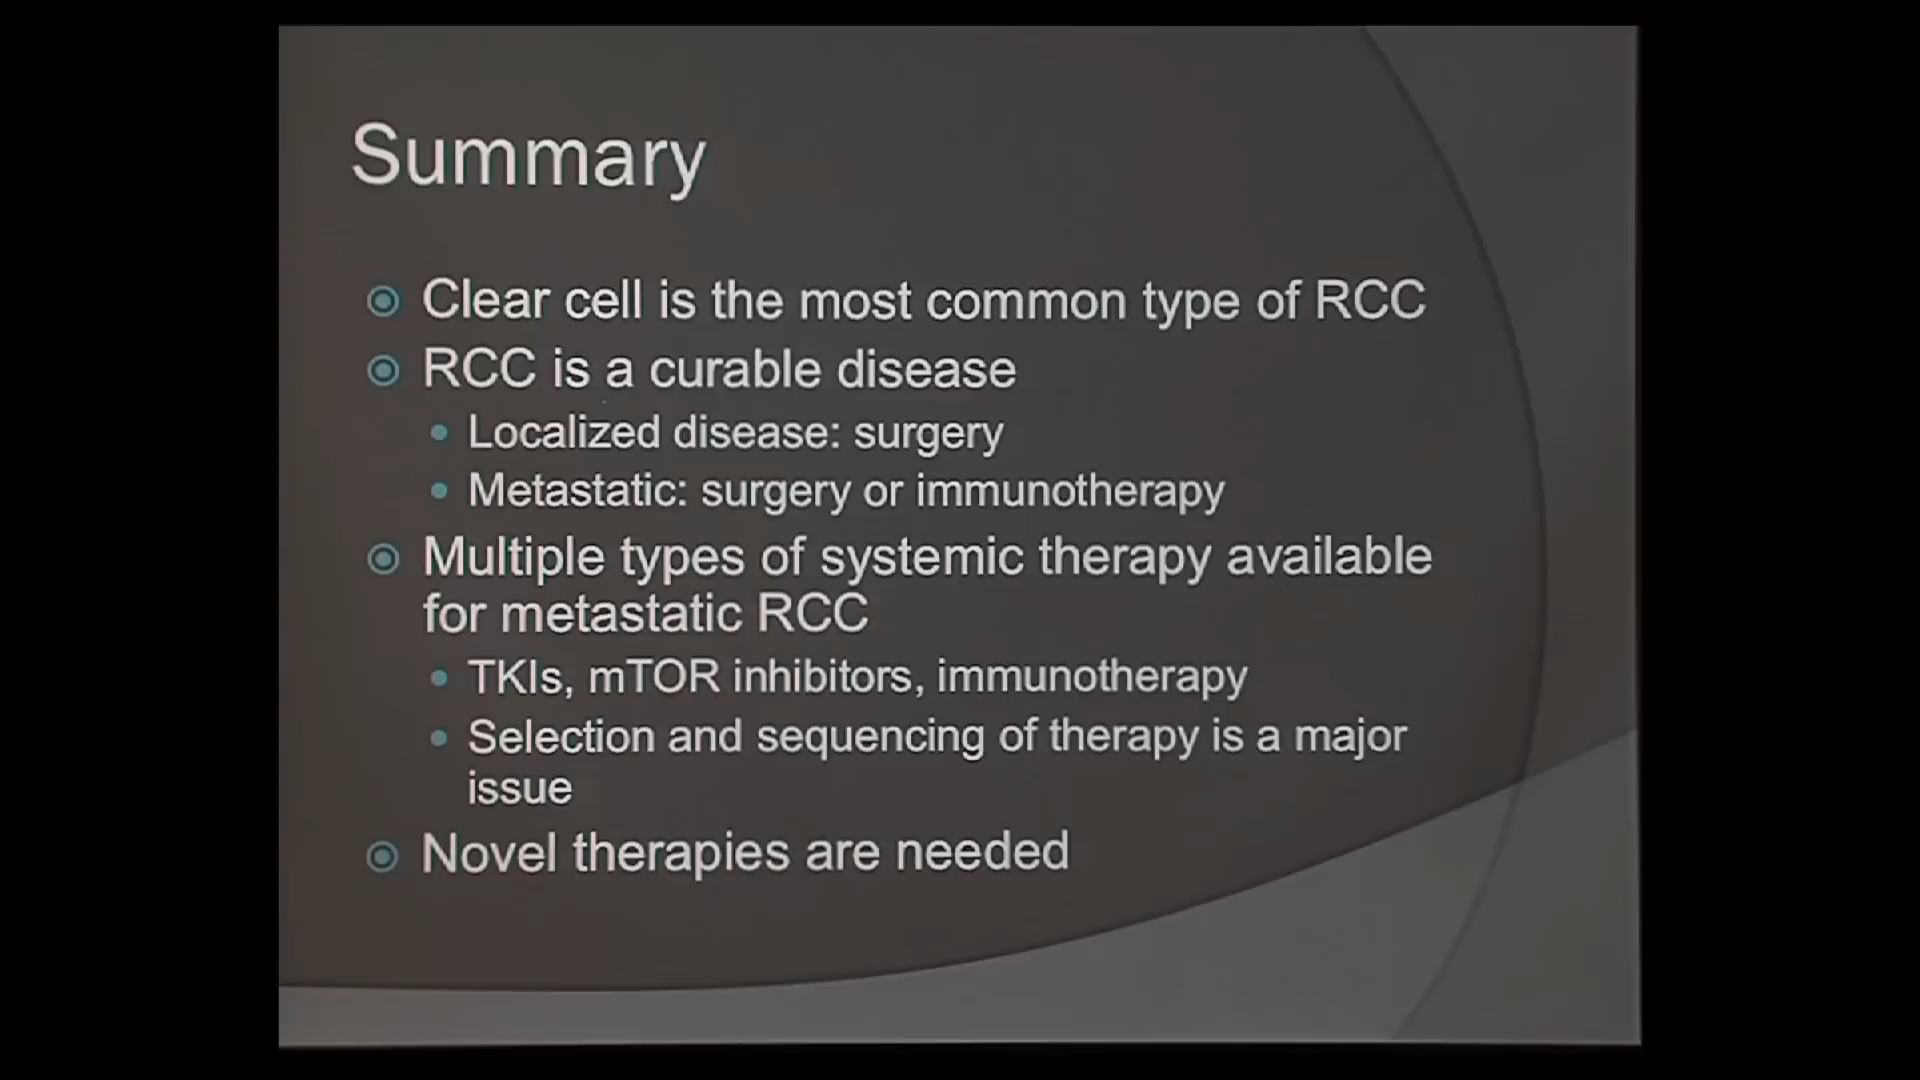 Summary
Clear cell is the most common type of RCC
RCC is a curable disease
Localized disease: surgery
Metastatic: surgery or immunotherapy
Multiple types of systemic therapy available
for metastatic RCC
TKIs, mTOR inhibitors, immunotherapy
Selection and sequencing of therapy is a major
issue
Novel therapies are needed